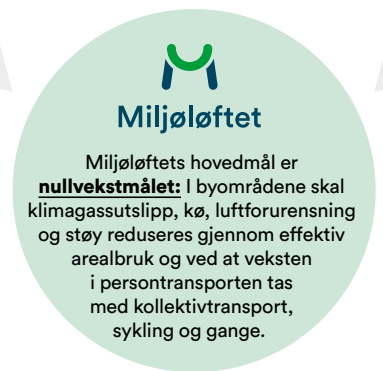 Miljøløftet
Miljøløftets hovedmål er
nullvekstmålet: I byområdene skal
klimagassutslipp, kø, luftforurensning
og støy reduseres gjennom effektiv
arealbruk og ved at veksten
i persontransporten tas
med kollektivtransport,
sykling og gange.